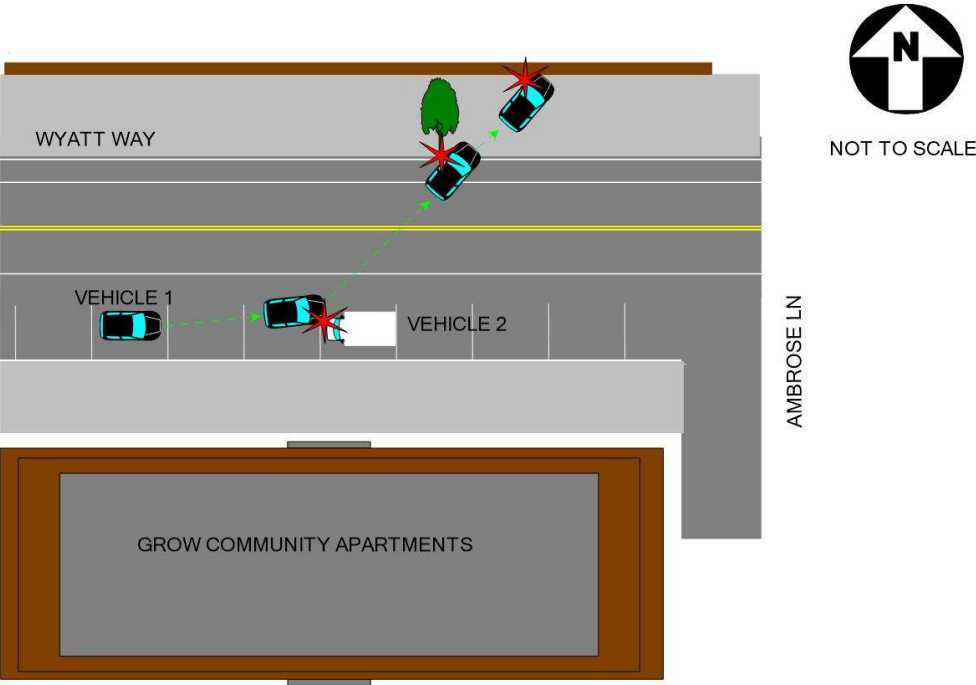 N
WYATT WAY
NOT TO SCALE
VEHICLE 1
VEHICLE 2
AMBROSE LN
GROW COMMUNITY APARTMENTS